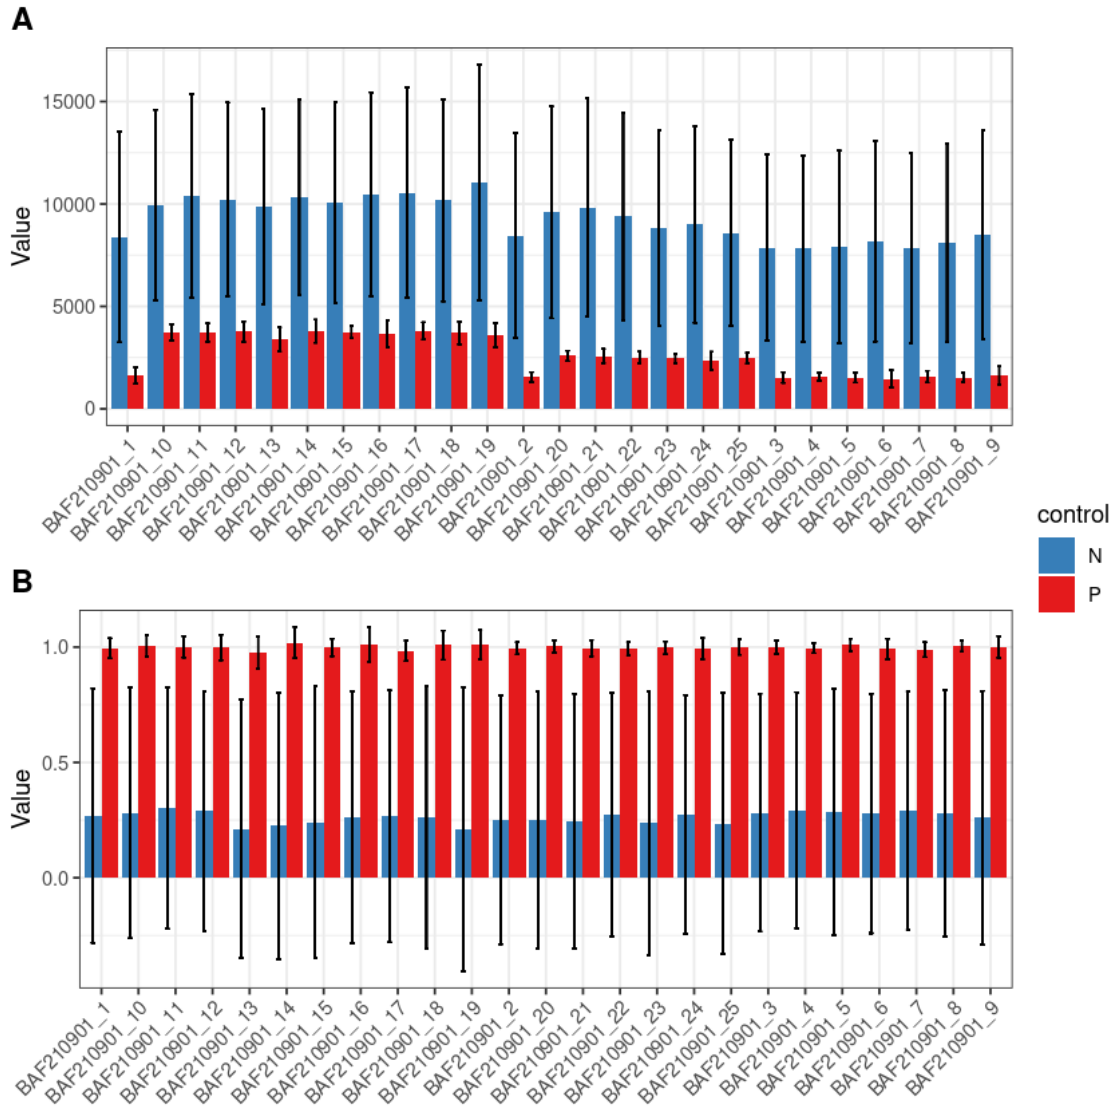 A
Value
15000
10000
5000
0
BAF210901_1
BAF210901_10
BAF210901_11
BAF210901_12
BAF210901_13
BAF210901_14
BAF210901_15
BAF210901_16
BAF210901_17
BAF210901_18
BAF210901_19
BAF210901_2
BAF210901_20
BAF210901_21
BAF210901_22
BAF210901_23
BAF210901_24
BAF210901_25
BAF210901_3
BAF210901_4
BAF210901_5
BAF210901_6
BAF210901_7
BAF210901_8
BAF210901_9
control
N
P
B
Value
1.0
0.5
0.0
BAF210901_1
BAF210901_10
BAF210901_11
BAF210901_12
BAF210901_13
BAF210901_14
BAF210901_15
BAF210901_16
BAF210901_17
BAF210901_18
BAF210901_19
BAF210901_2
BAF210901_20
BAF210901_21
BAF210901_22
BAF210901_23
BAF210901_24
BAF210901_25
BAF210901_3
BAF210901_4
BAF210901_5
BAF210901_6
BAF210901_7
BAF210901_8
BAF210901_9